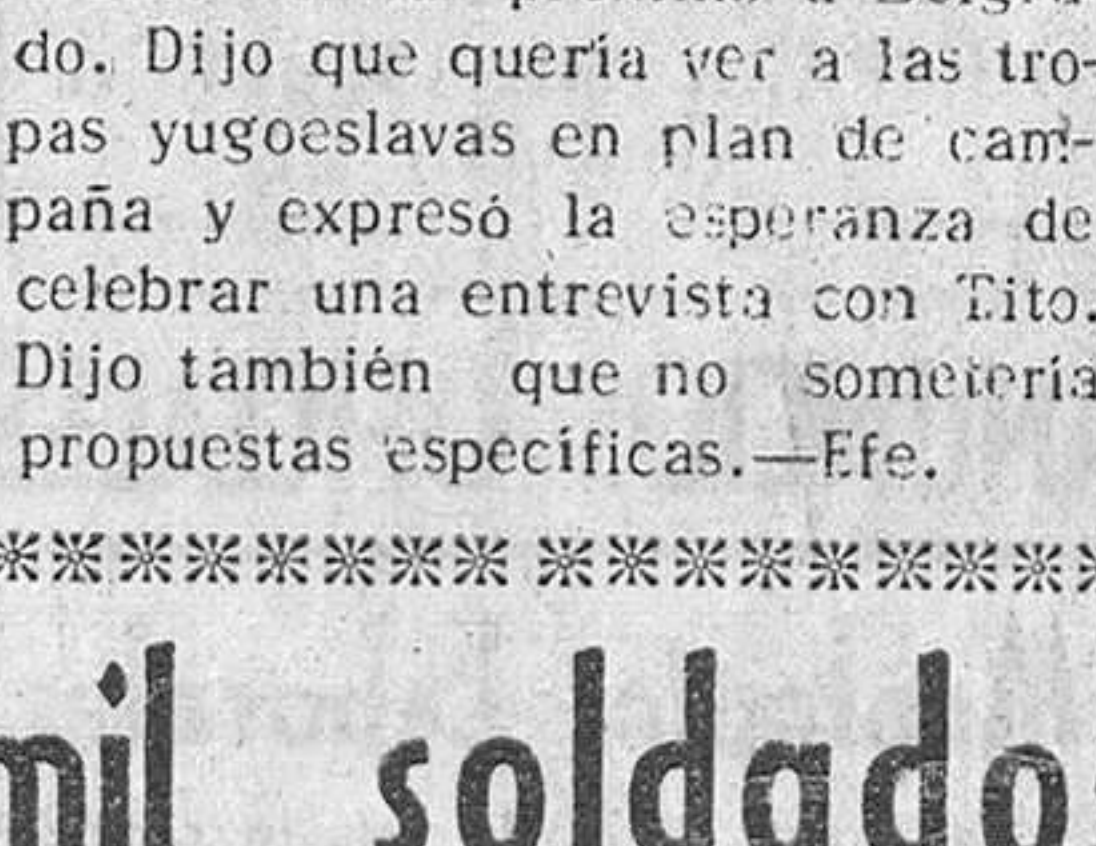 do. Dijo que quería ver a las tro-
pas yugoeslavas en plan de cam-
paña y expresó la esperanza de
celebrar una entrevista con Tito.
Dijo también que no sometería
propuestas específicas.—Efe.
mil soldados